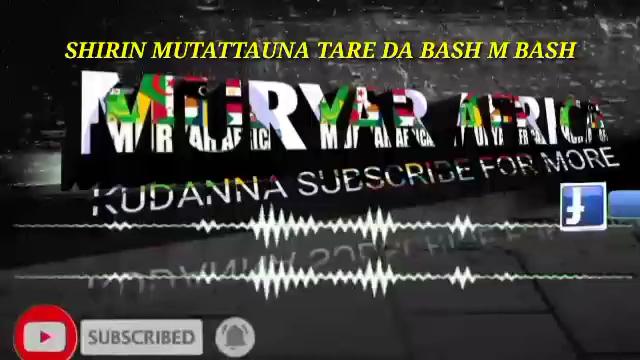 SHIRIN MUTATTAUNA TARE DA BASH M BASH
MURYAR AFRICA
KUDANNA SUBSCRIBE FOR MORE
SUBSCRIBED